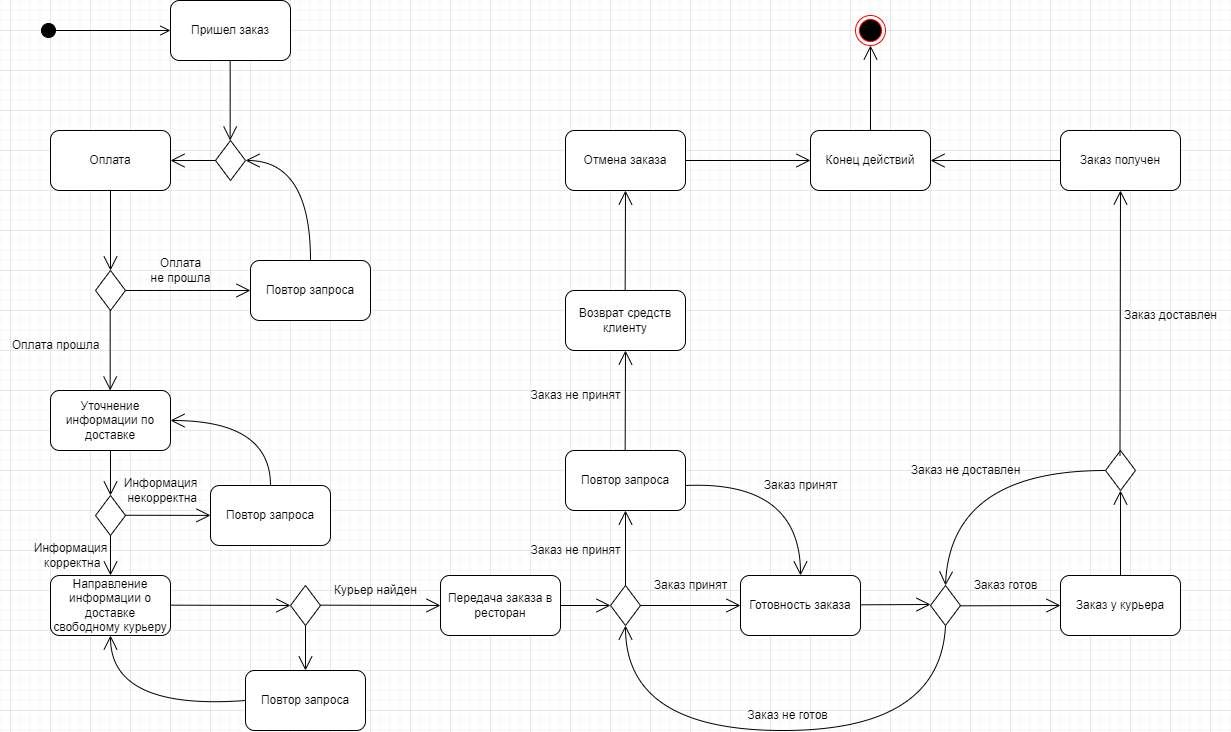 Пришел заказ
Оплата
Отмена заказа
Конец действий
Заказ получен
Оплата
не прошла
Повтор запроса
Возврат средств
клиенту
Заказ доставлен
Оплата прошла
Заказ не принят
Уточнение
информации по
доставке
Заказ не доставлен
Повтор запроса
Заказ принят
Информация
некорректна
Повтор запроса
Информация
корректна
Заказ не принят
Направление
информации о
доставке
свободному курьеру
Курьер найден
Передача заказа в
ресторан
Заказ принят
Готовность заказа
Заказ готов
Заказ у курьера
Повтор запроса
Заказ не готов